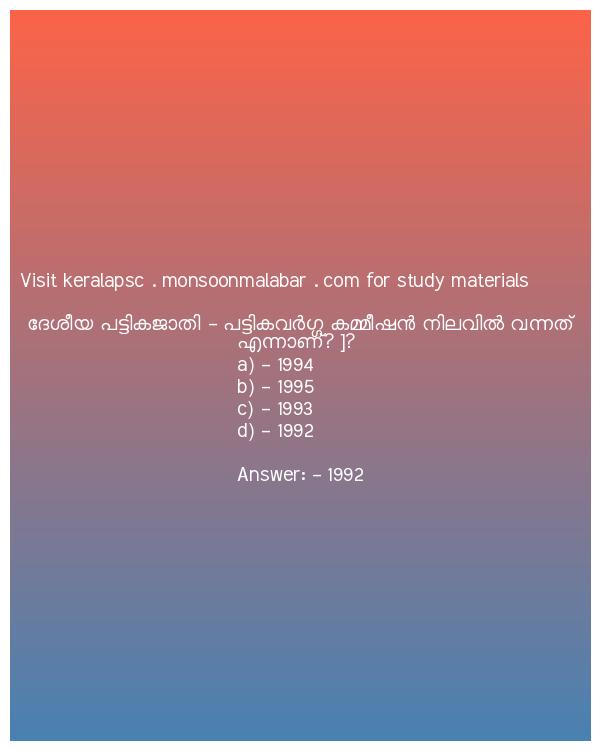 Visit keralapsc . monsoonmalabar . com for study materials
ദേശീയ പട്ടികജാതി - പട്ടികവർഗ്ഗ കമ്മീഷൻ നിലവിൽ വന്നത്
എന്നാണ്? ]?
a) - 1994
b) - 1995
c) - 1993
d) - 1992
Answer: - 1992